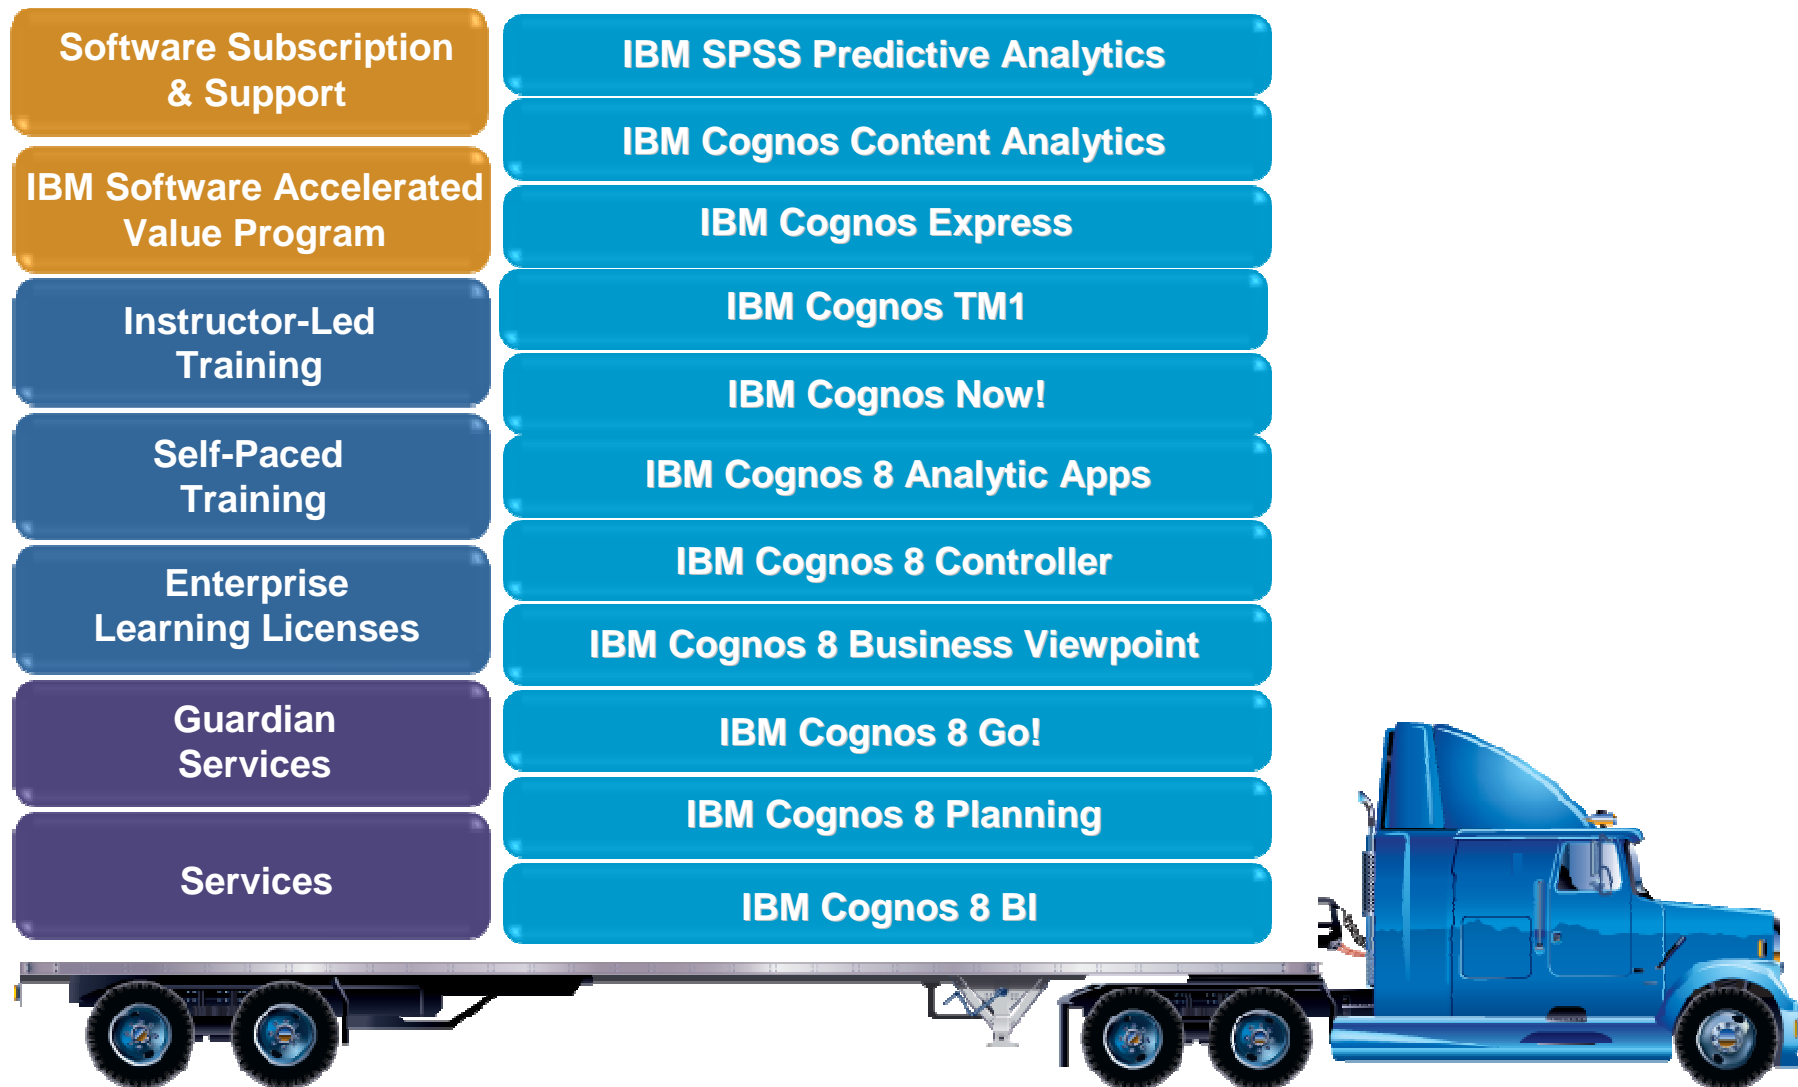 Software Subscription
& Support
IBM Software Accelerated
Value Program
Instructor-Led
Training
Self-Paced
Training
Enterprise
Learning Licenses
Guardian
Services
Services
IBM SPSS Predictive Analytics
IBM Cognos Content Analytics
IBM Cognos Express
IBM Cognos TM1
IBM Cognos Now!
IBM Cognos 8 Analytic Apps
IBM Cognos 8 Controller
IBM Cognos 8 Business Viewpoint
IBM Cognos 8 Go!
IBM Cognos 8 Planning
IBM Cognos 8 BI